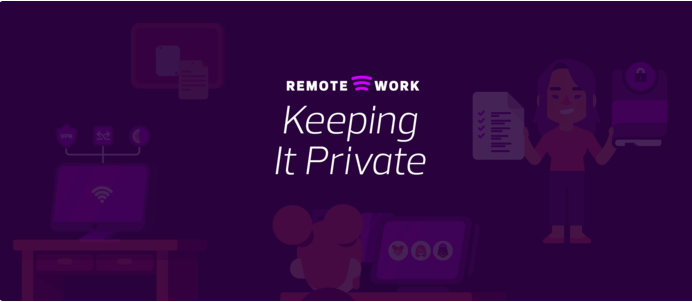 REMOTE WORK
Keeping
It Private